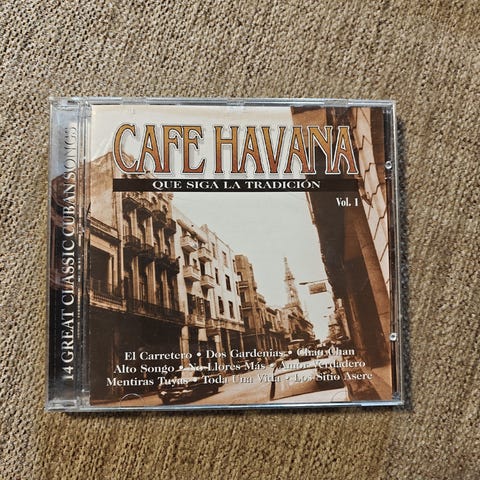 14 GREAT CLASSIC CUBAN SONGS
CAFE HAVANA
QUE SIGA LA TRADICIÓN
Vol. 1
El Carretero • Dos Gardenias • Chan Chan
Alto Songo • No Llores Más • Amor Verdadero
Mentiras Tuyas • Toda Una Vida • Los Sitio Asere